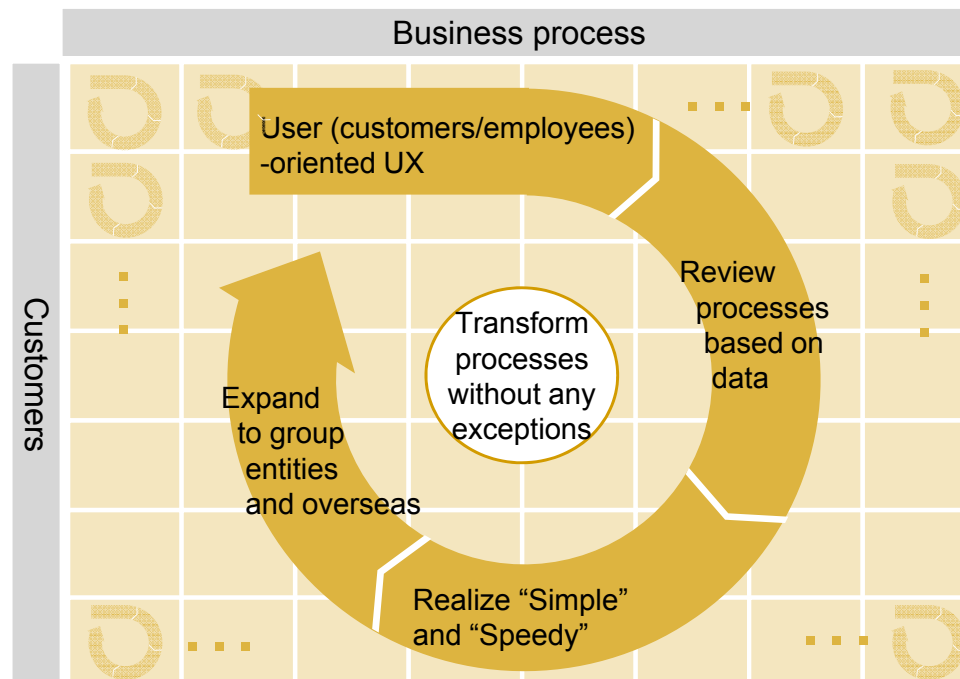 Business process
Customers
User (customers/employees)
-oriented UX
Review
processes
based on
data
Transform
processes
without any
exceptions
Expand
to group
entities
and overseas
Realize “Simple”
and “Speedy”